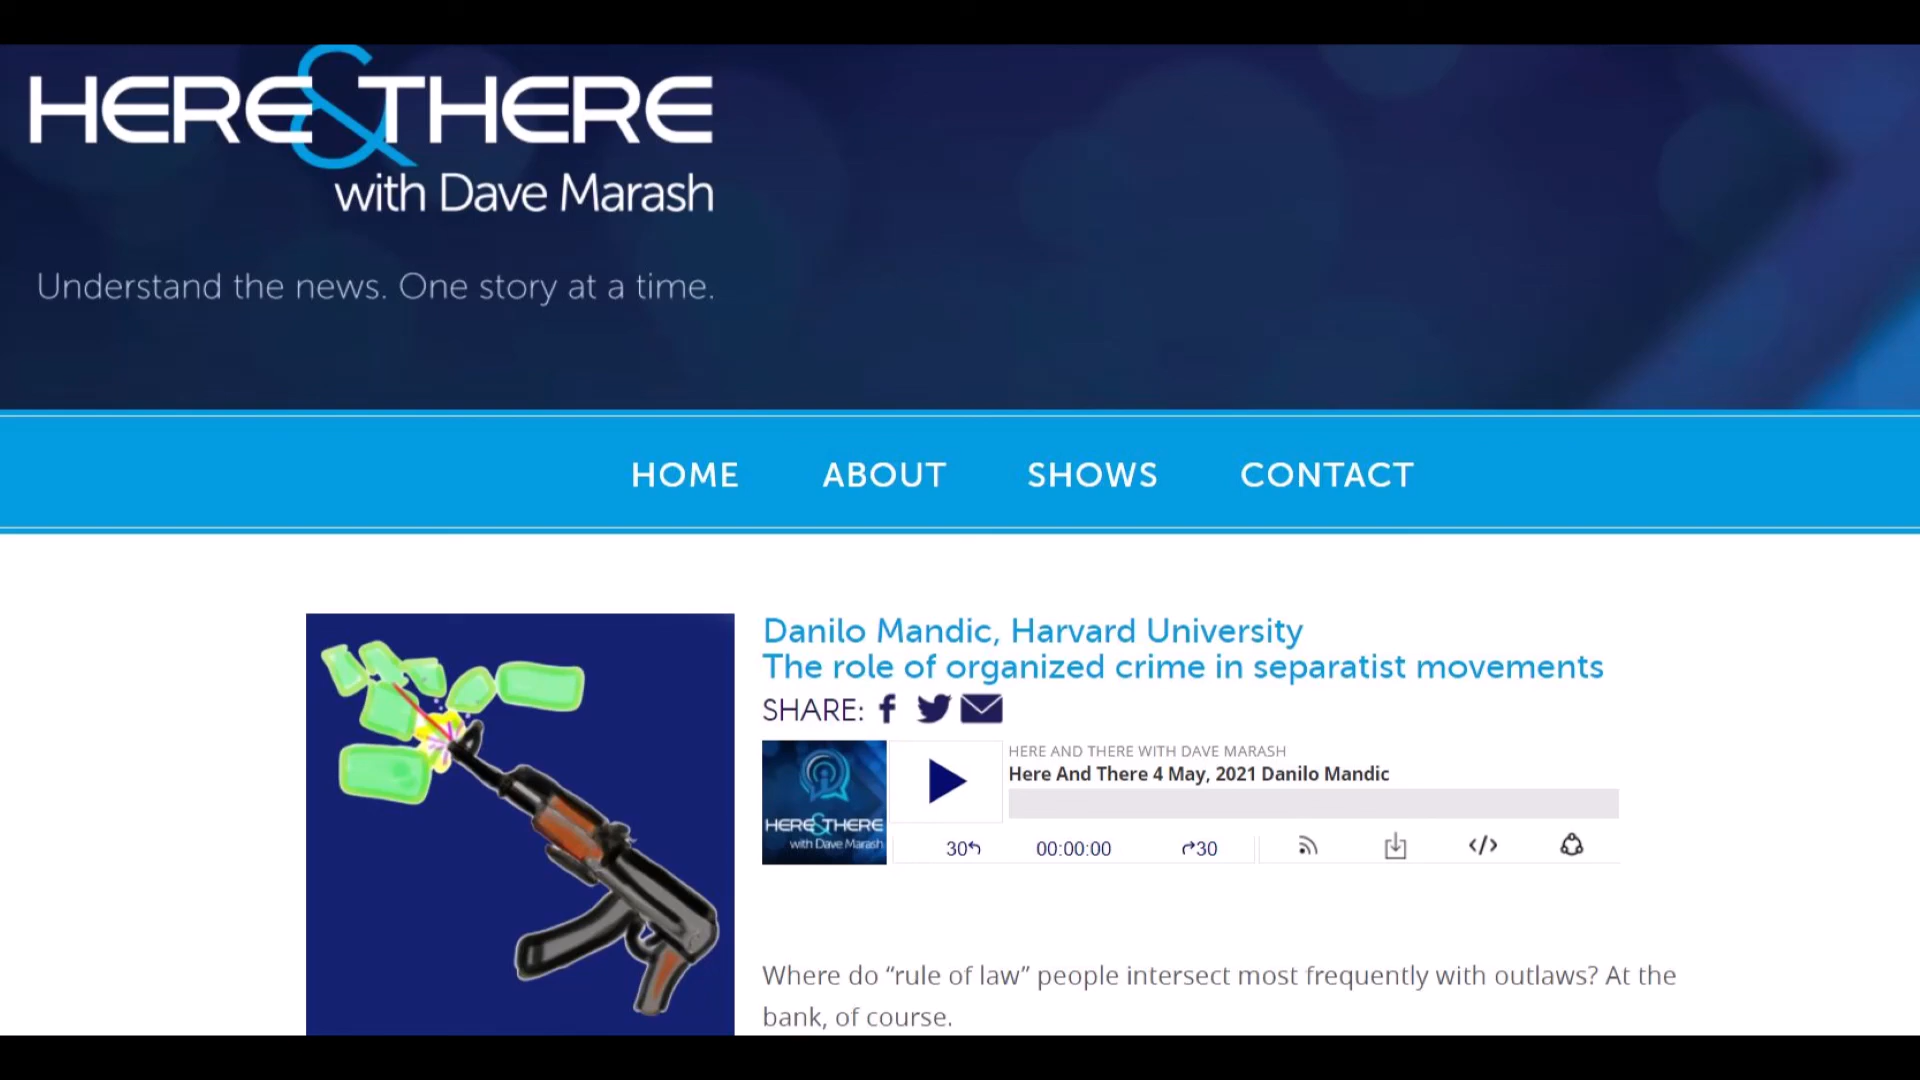 HERE & THERE
with Dave Marash
Understand the news. One story at a time.
HOME ABOUT SHOWS CONTACT
Danilo Mandic, Harvard University
The role of organized crime in separatist movements
SHARE:
HERE AND THERE WITH DAVE MARASH
Here And There 4 May, 2021 Danilo Mandic
HERE & THERE
with Dave Marash
30 00:00:00 30 </>
Where do “rule of law” people intersect most frequently with outlaws? At the
bank, of course.